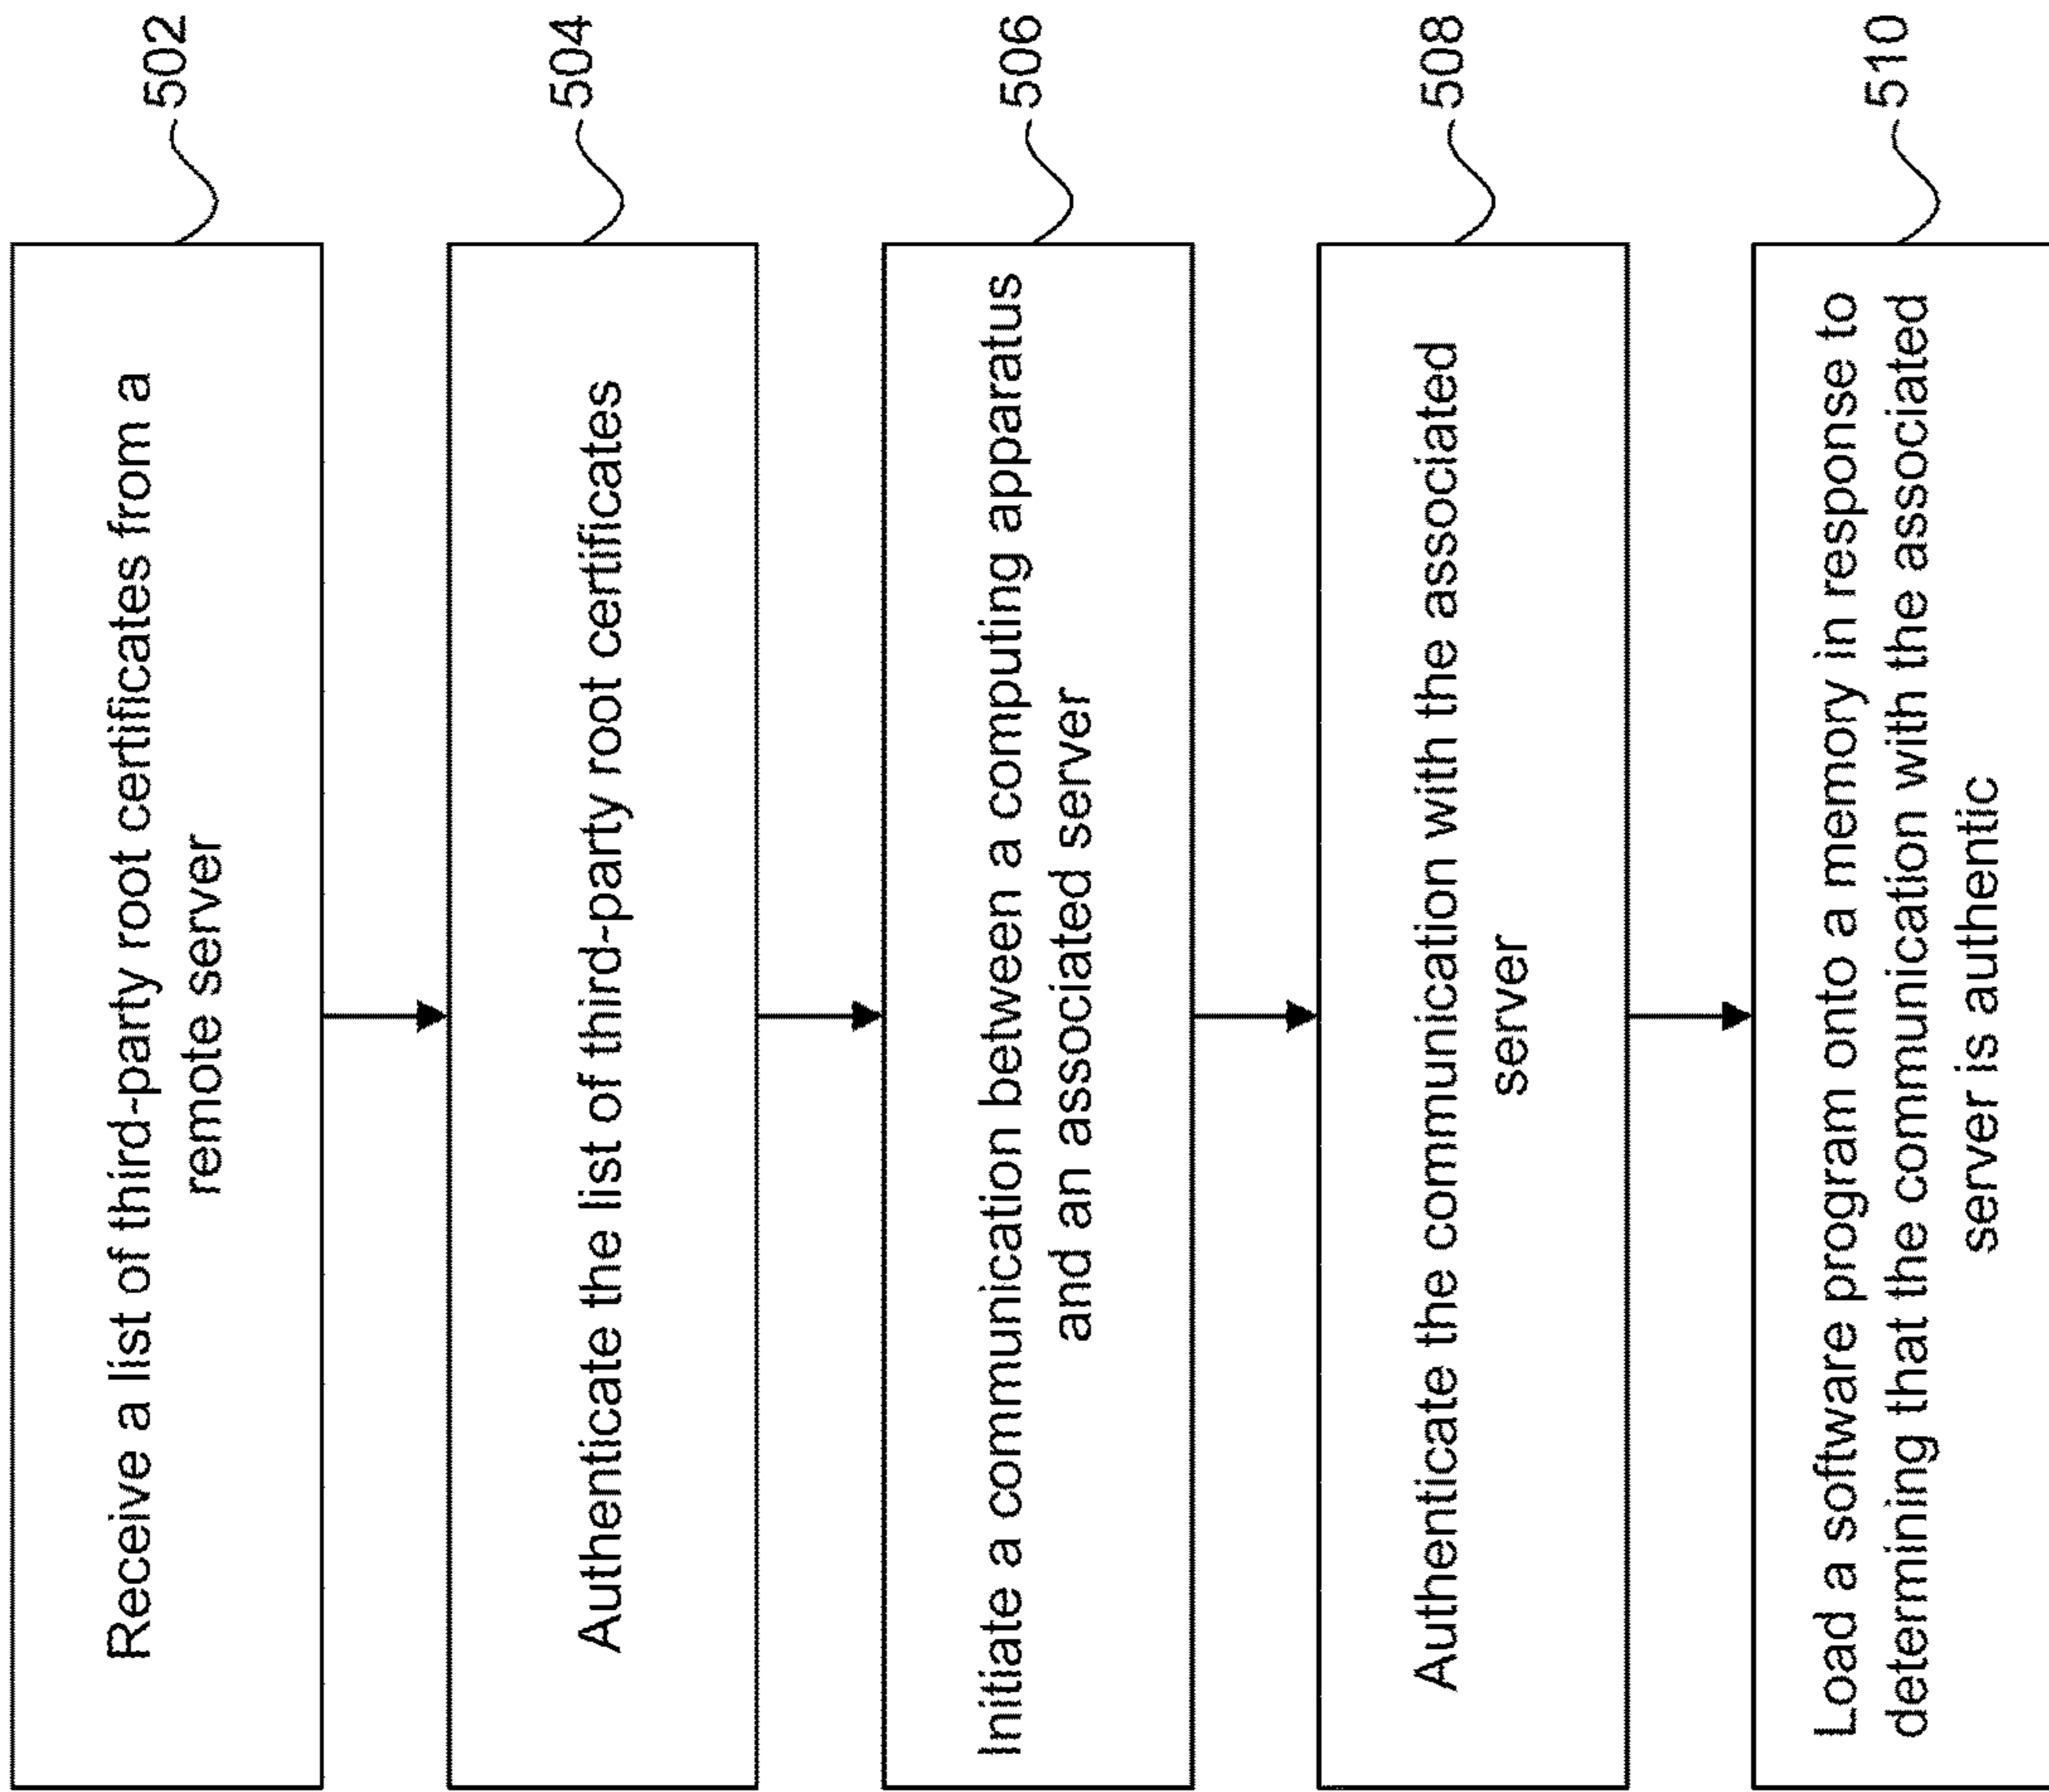 Receive a list of third-party root certificates from a
remote server
502
Authenticate the list of third-party root certificates
504
Initiate a communication between a computing apparatus
and an associated server
506
Authenticate the communication with the associated
server
508
Load a software program onto a memory in response to
determining that the communication with the associated
server is authentic
510